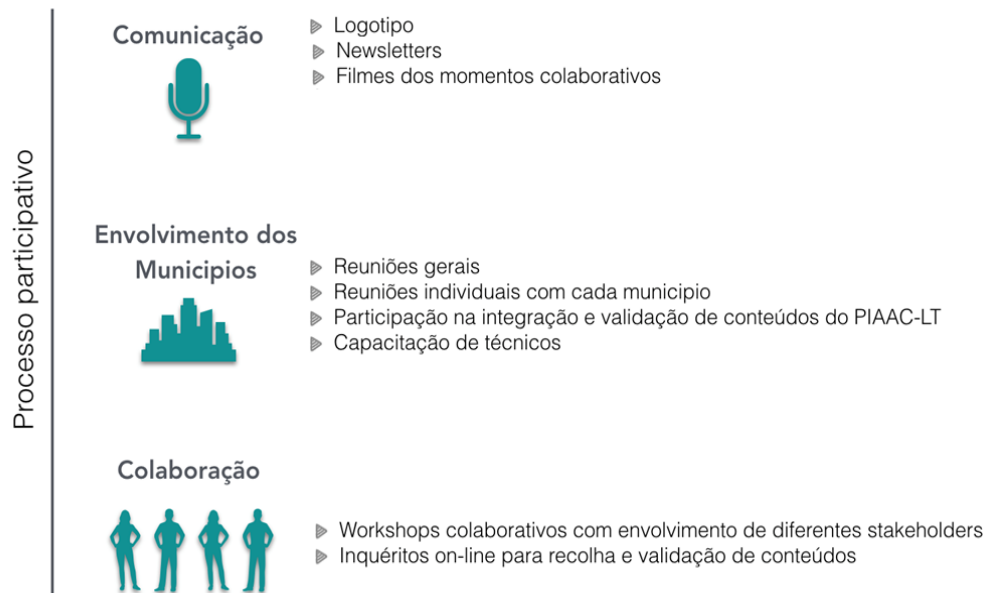 Processo participativo
Comunicação
Logotipo
Newsletters
Filmes dos momentos colaborativos
Envolvimento dos
Municipios
Reuniões gerais
Reuniões individuais com cada municipio
Participação na integração e validação de conteúdos do PIAAC-LT
Capacitação de técnicos
Colaboração
Workshops colaborativos com envolvimento de diferentes stakeholders
Inquéritos on-line para recolha e validação de conteúdos